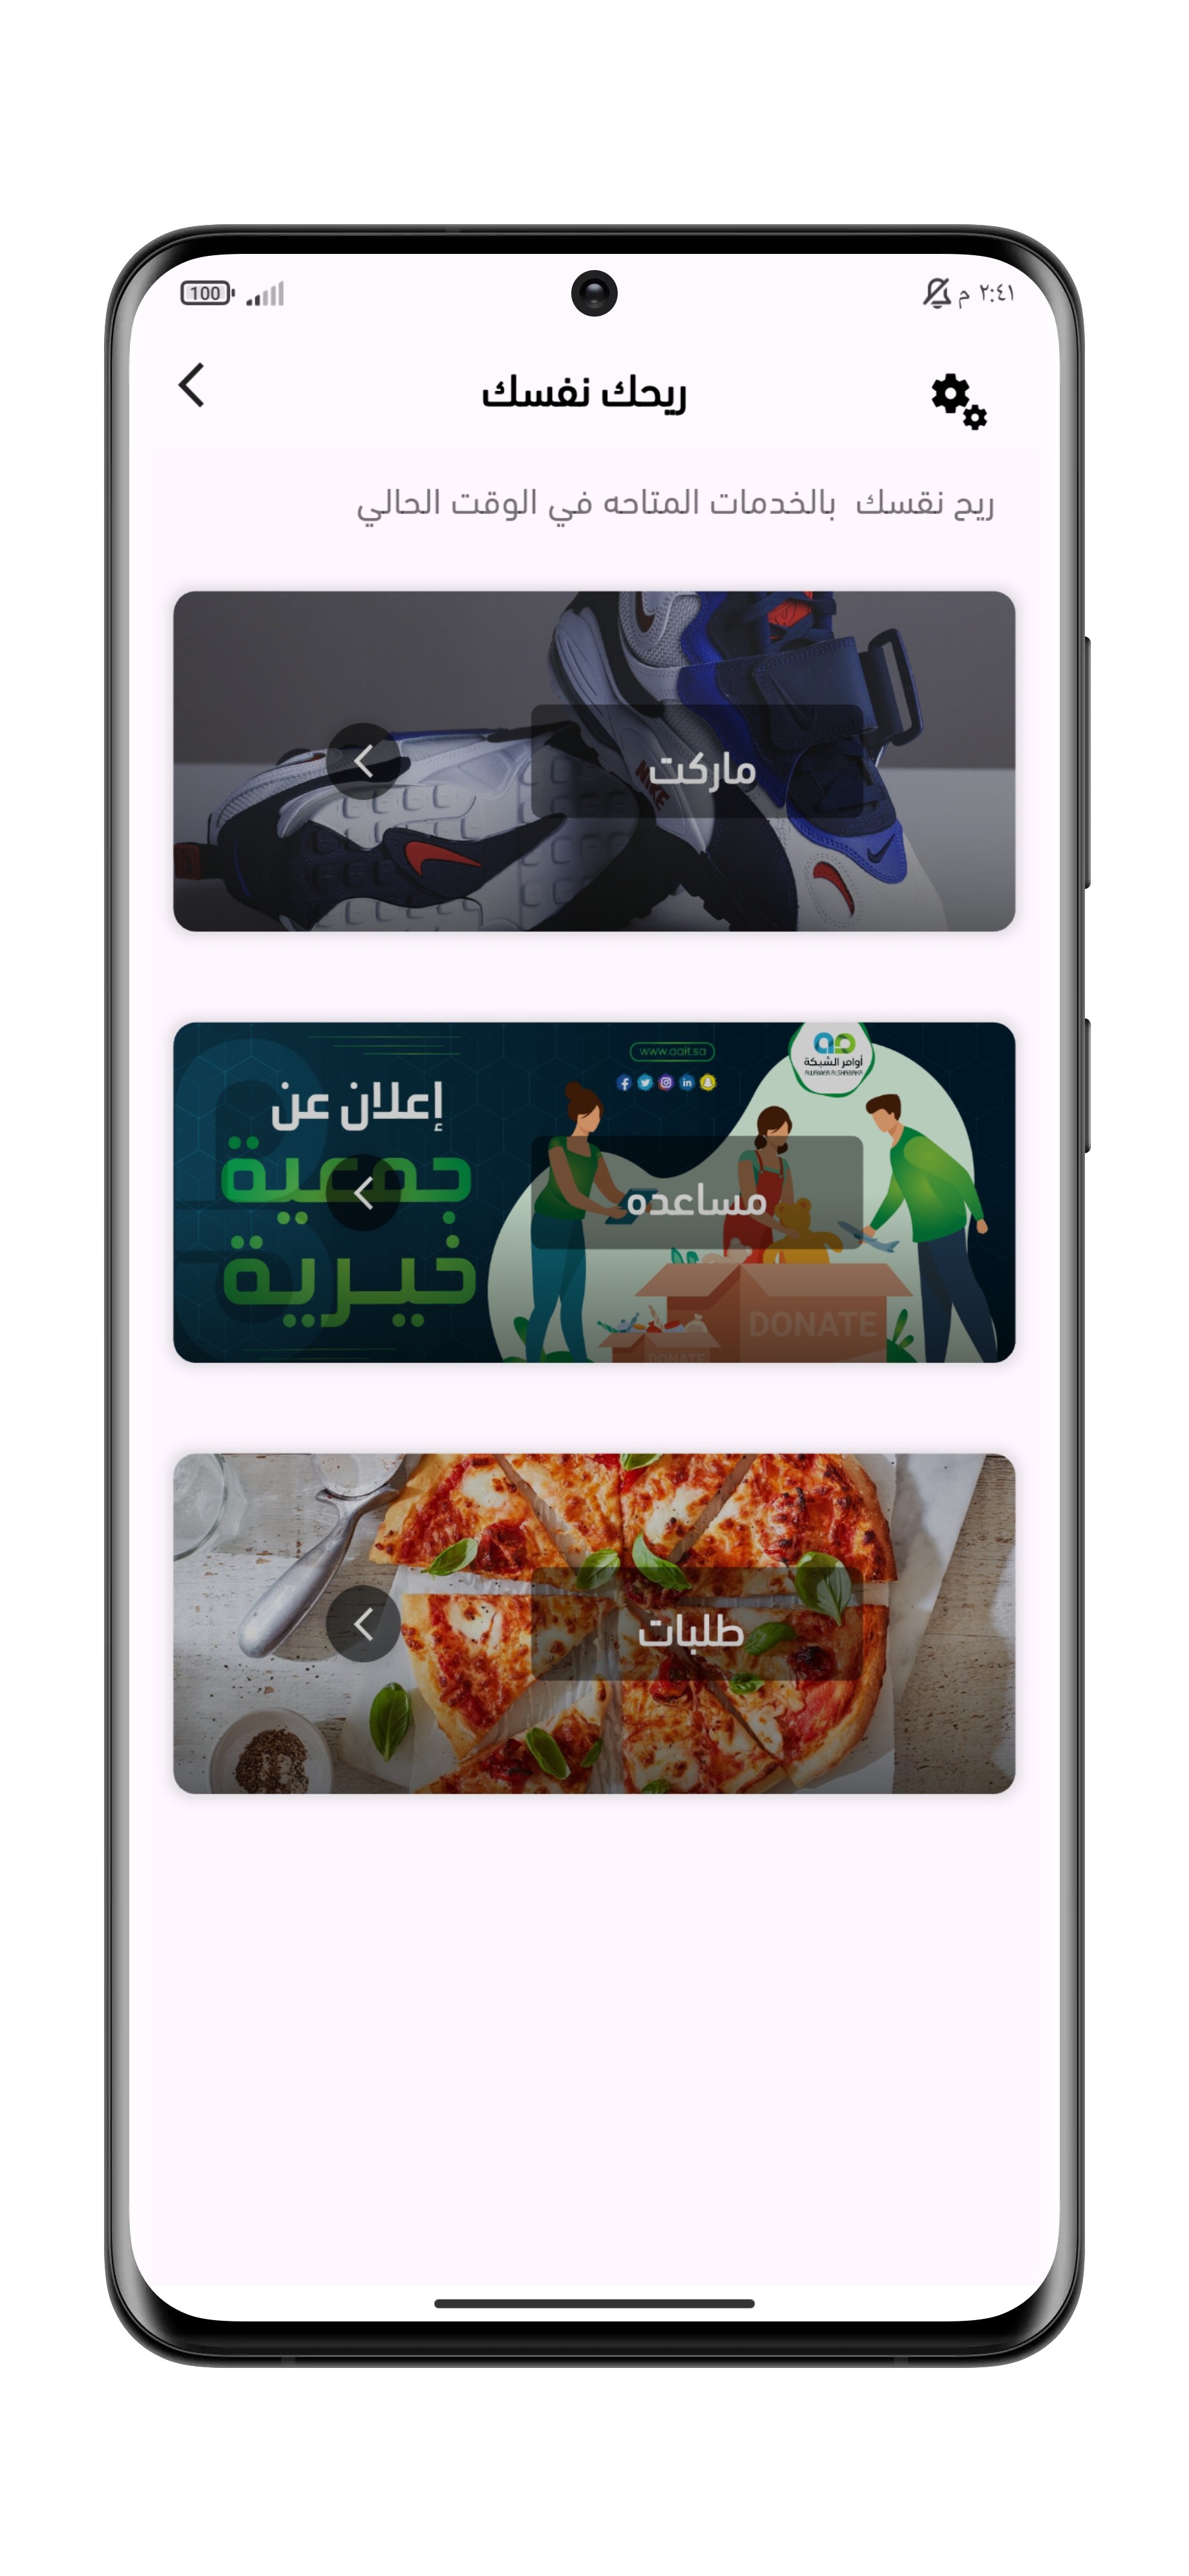 ٢:٤١ م
100
ريحك نفسك
ريح نقسك بالخدمات المتاحه في الوقت الحالي
ماركت
NIKE
www.aait.sa
أوامر الشبكة
AWAMER ALSHABAKA
إعلان عن
جمعية
خيرية
مساعده
DONATE
DONATE
طلبات